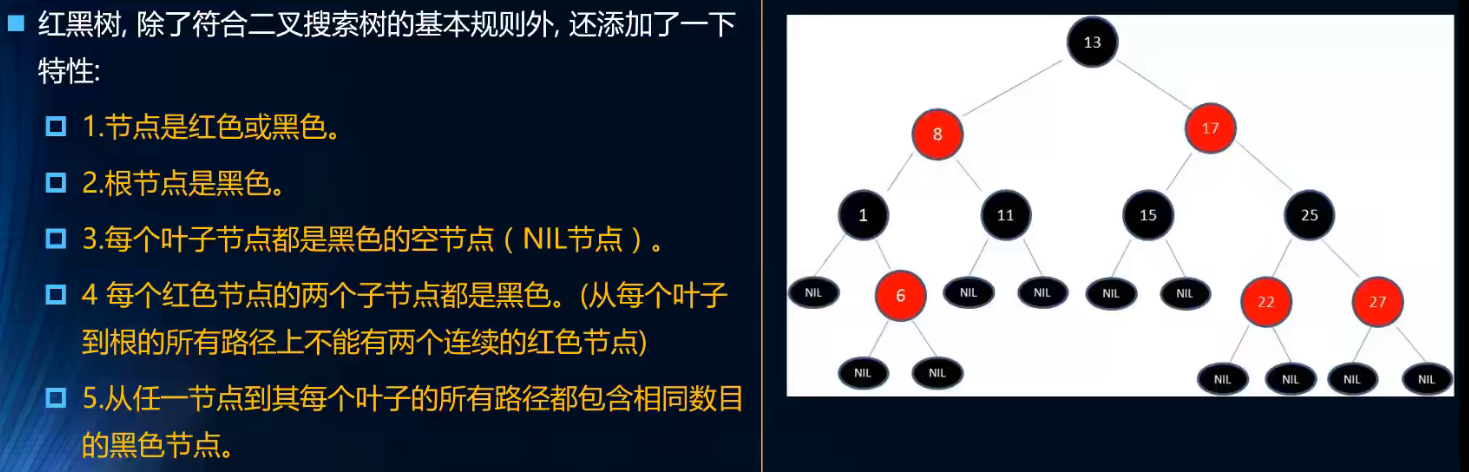 红黑树, 除了符合二叉搜索树的基本规则外, 还添加了一下
特性:
1.节点是红色或黑色。
2.根节点是黑色。
3.每个叶子节点都是黑色的空节点（NIL节点）。
4 每个红色节点的两个子节点都是黑色。(从每个叶子
到根的所有路径上不能有两个连续的红色节点)
5.从任一节点到其每个叶子的所有路径都包含相同数目
的黑色节点。
13
8 17
1 11 15 25
NIL 6 NIL NIL NIL NIL 22 27
NIL NIL NIL NIL NIL NIL